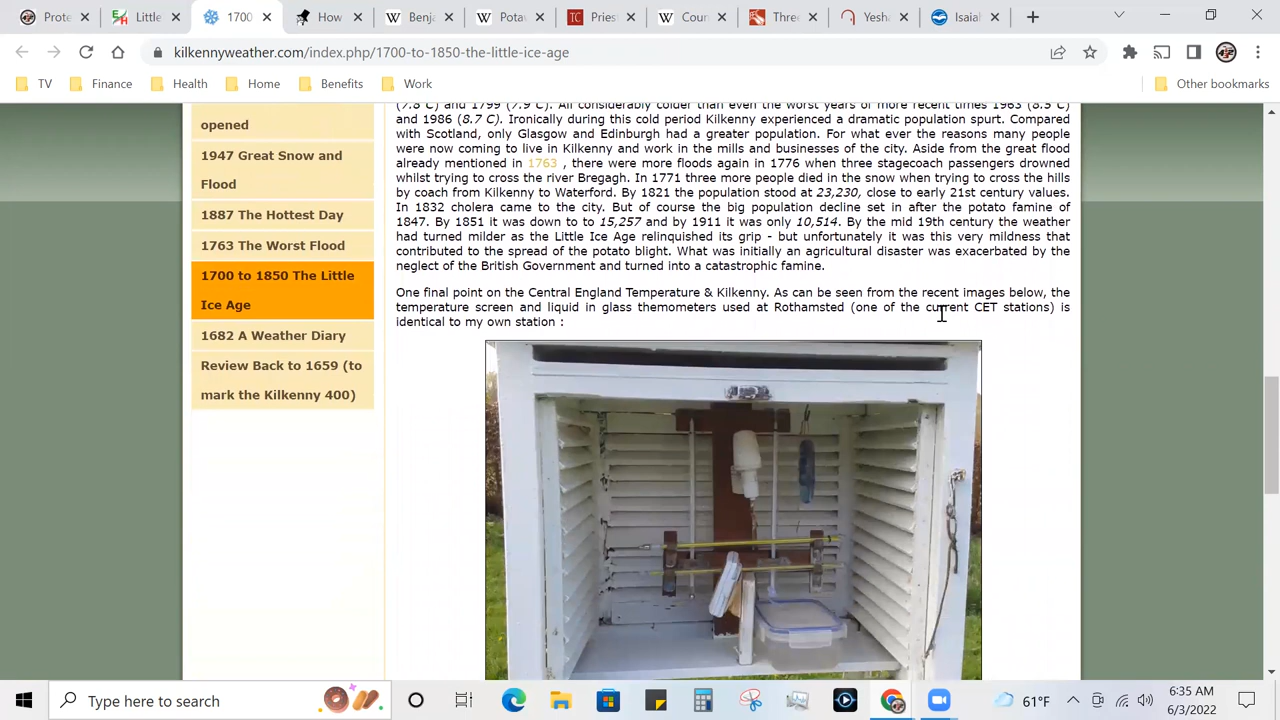 Prote
Little
1700
How
Benja
Potat
Priest
Coun
Three
Yesha
Isaiah
kilkennyweather.com/index.php/1700-to-1850-the-little-ice-age
TV
Finance
Health
Home
Benefits
Work
Other bookmarks
opened
1947 Great Snow and
Flood
1887 The Hottest Day
1763 The Worst Flood
1700 to 1850 The Little
Ice Age
1682 A Weather Diary
Review Back to 1659 (to
mark the Kilkenny 400)
(7.8 C) and 1799 (7.9 C). All considerably colder than even the worst years of more recent times 1963 (8.5 C)
and 1986 (8.7 C). Ironically during this cold period Kilkenny experienced a dramatic population spurt. Compared
with Scotland, only Glasgow and Edinburgh had a greater population. For what ever the reasons many people
were now coming to live in Kilkenny and work in the mills and businesses of the city. Aside from the great flood
already mentioned in 1763 , there were more floods again in 1776 when three stagecoach passengers drowned
whilst trying to cross the river Bregagh. In 1771 three more people died in the snow when trying to cross the hills
by coach from Kilkenny to Waterford. By 1821 the population stood at 23,230, close to early 21st century values.
In 1832 cholera came to the city. But of course the big population decline set in after the potato famine of
1847. By 1851 it was down to to 15,257 and by 1911 it was only 10,514. By the mid 19th century the weather
had turned milder as the Little Ice Age relinquished its grip - but unfortunately it was this very mildness that
contributed to the spread of the potato blight. What was initially an agricultural disaster was exacerbated by the
neglect of the British Government and turned into a catastrophic famine.
One final point on the Central England Temperature & Kilkenny. As can be seen from the recent images below, the
temperature screen and liquid in glass themometers used at Rothamsted (one of the current CET stations) is
identical to my own station :
Type here to search
61°F
6:35 AM
6/3/2022